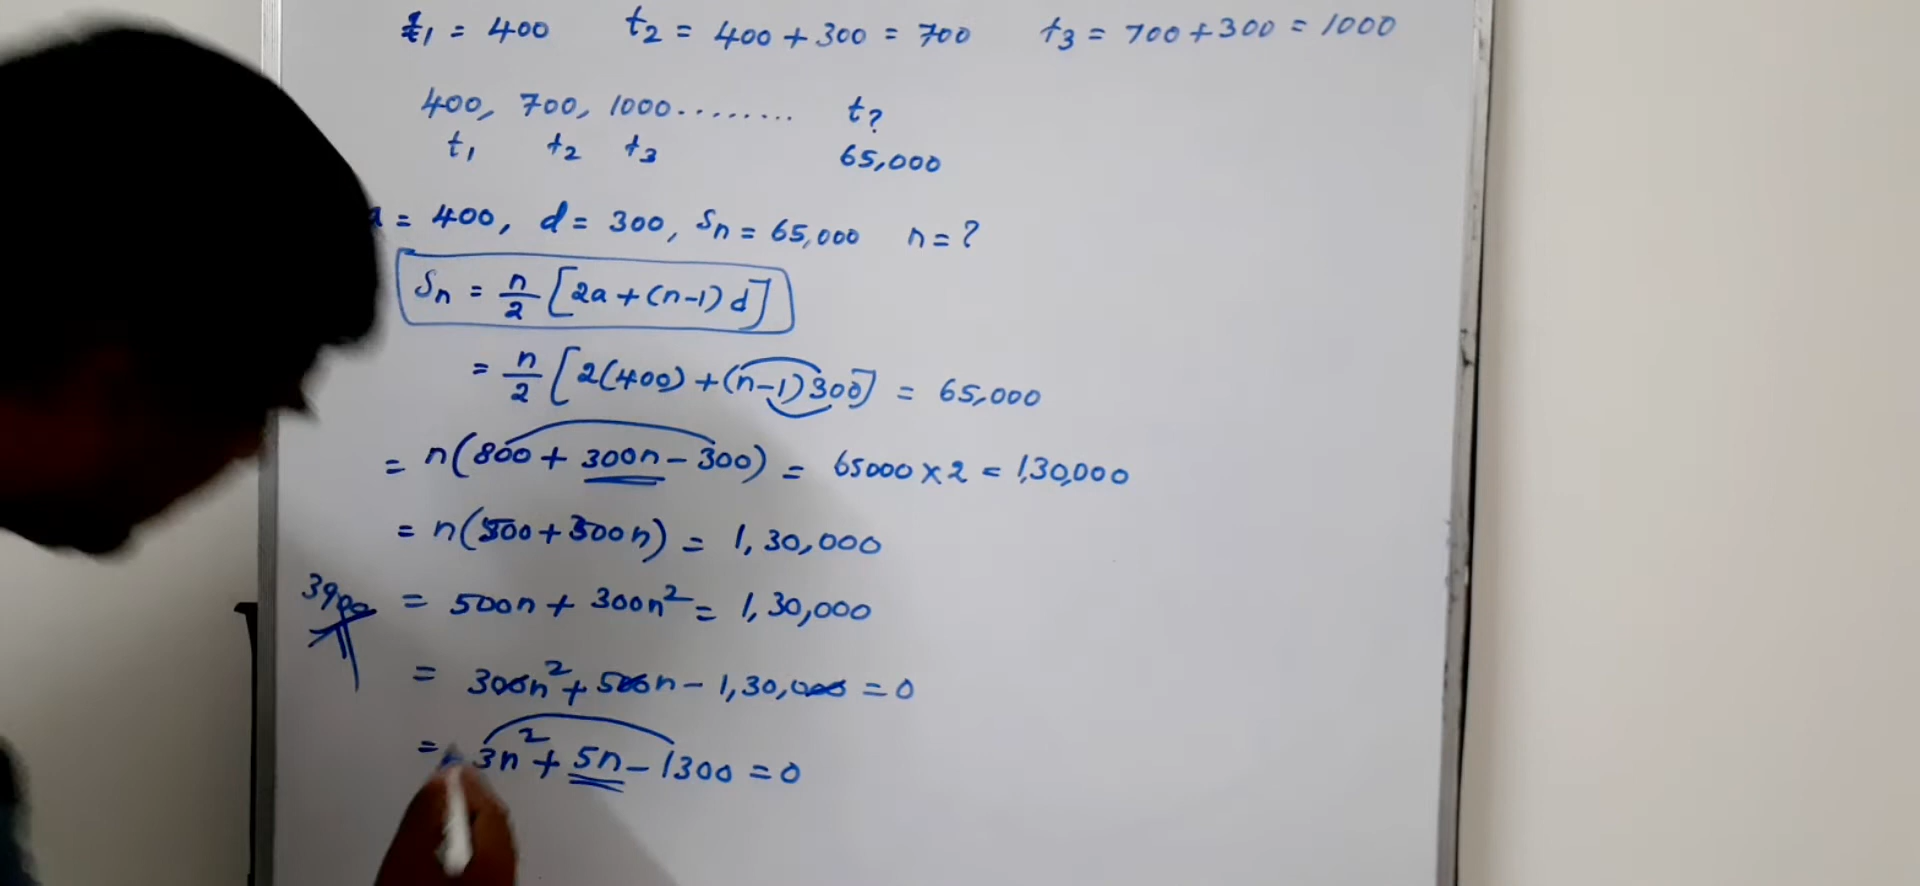 t₁ = 400 t₂ = 400 + 300 = 700 t₃ = 700 + 300 = 1000
400, 700, 1000 ........ t?
t₁ t₂ t₃ 65,000
a = 400, d = 300, Sn = 65,000 n = ?
Sn = n/2 [2a + (n-1) d]
= n/2 [2(400) + (n-1)300] = 65,000
= n(800 + 300n - 300) = 65000 × 2 = 1,30,000
= n(500 + 300n) = 1,30,000
3900 = 500n + 300n² = 1,30,000
= 300n² + 500n - 1,30,000 = 0
= 3n² + 5n - 1300 = 0